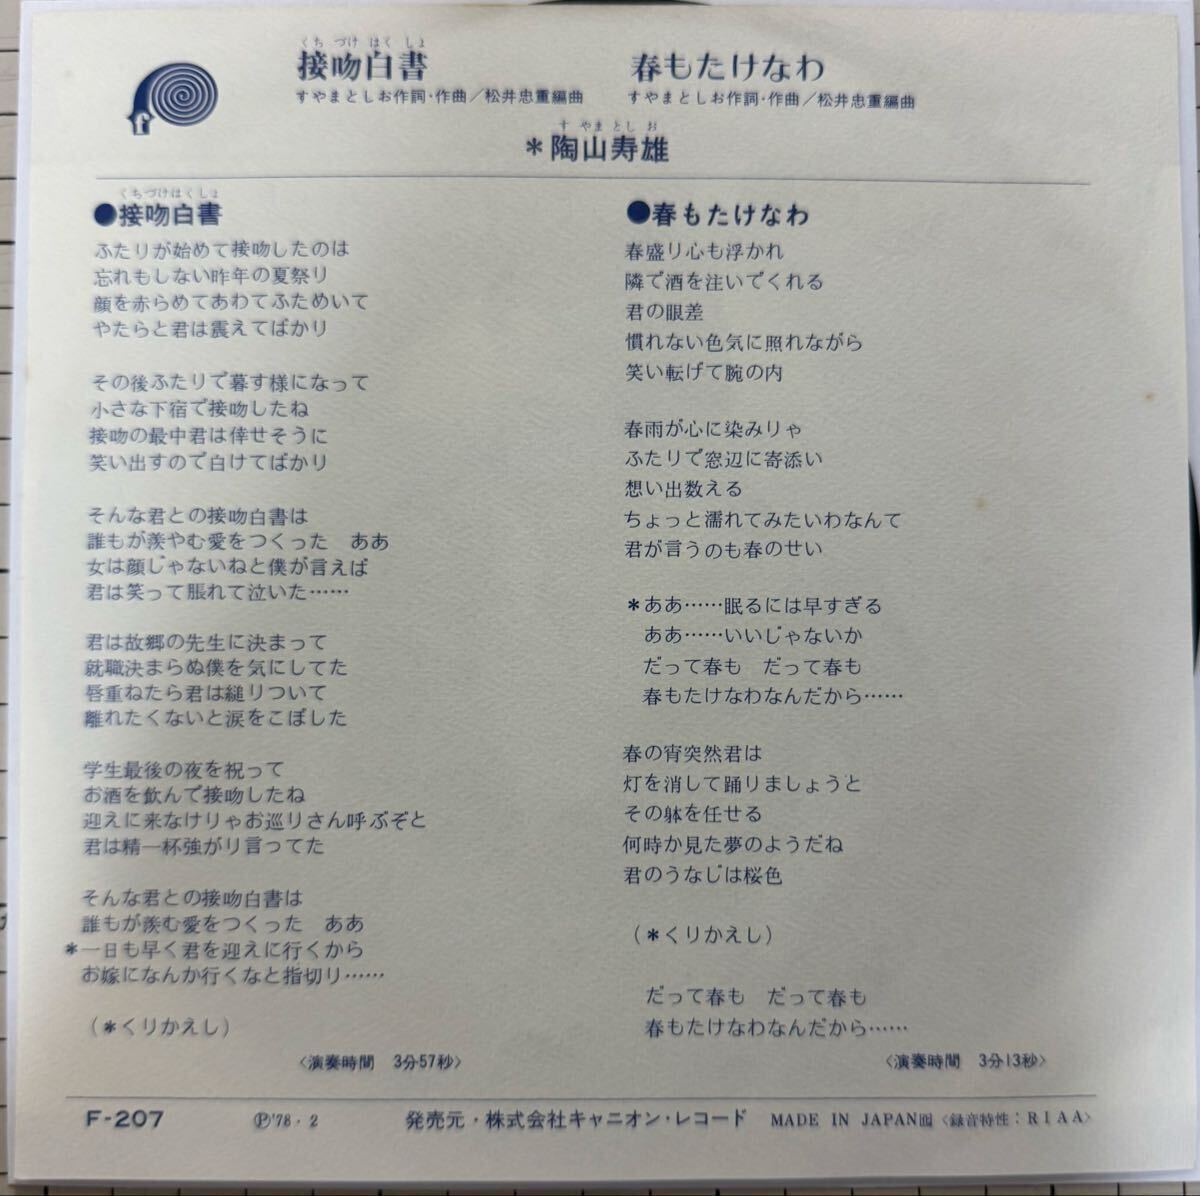 f
くちづけはくしょ
接吻白書
すやまとしお作詞・作曲／松井忠重編曲
春もたけなわ
すやまとしお作詞・作曲／松井忠重編曲
すやまとしお
＊陶山寿雄
くちづけはくしょ
●接吻白書
ふたりが始めて接吻したのは
忘れもしない昨年の夏祭り
顔を赤らめてあわてふためいて
やたらと君は震えてばかり
その後ふたりで暮す様になって
小さな下宿で接吻したね
接吻の最中君は倖せそうに
笑い出すので白けてばかり
そんな君との接吻白書は
誰もが羨やむ愛をつくった　ああ
女は顔じゃないねと僕が言えば
君は笑って脹れて泣いた……
君は故郷の先生に決まって
就職決まらぬ僕を気にしてた
唇重ねたら君は縋りついて
離れたくないと涙をこぼした
学生最後の夜を祝って
お酒を飲んで接吻したね
迎えに来なけりゃお巡りさん呼ぶぞと
君は精一杯強がり言ってた
そんな君との接吻白書は
誰もが羨む愛をつくった　ああ
＊一日も早く君を迎えに行くから
お嫁になんか行くなと指切り……
（＊くりかえし）
〈演奏時間　3分57秒〉
●春もたけなわ
春盛り心も浮かれ
隣で酒を注いでくれる
君の眼差
慣れない色気に照れながら
笑い転げて腕の内
春雨が心に染みりゃ
ふたりで窓辺に寄添い
想い出数える
ちょっと濡れてみたいわなんて
君が言うのも春のせい
＊ああ……眠るには早すぎる
ああ……いいじゃないか
だって春も　だって春も
春もたけなわなんだから……
春の宵突然君は
灯を消して踊りましょうと
その躰を任せる
何時か見た夢のようだね
君のうなじは桜色
（＊くりかえし）
だって春も　だって春も
春もたけなわなんだから……
〈演奏時間　3分13秒〉
F-207　Ⓟ'78・2　発売元・株式会社キャニオン・レコード　MADE IN JAPAN　〈録音特性：RIAA〉